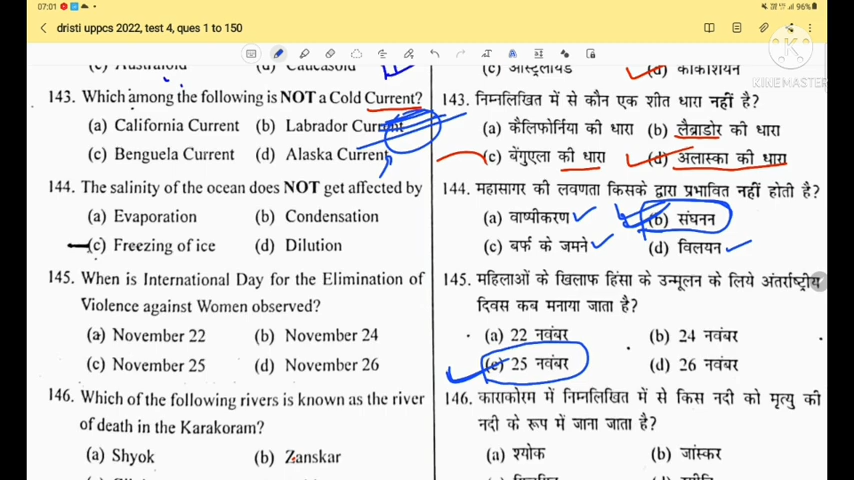 07:01
96%
dristi uppcs 2022, test 4, ques 1 to 150
KINEMASTER
(d) Caucasoid
143. Which among the following is NOT a Cold Current?
(a) California Current (b) Labrador Current
(c) Benguela Current (d) Alaska Current
144. The salinity of the ocean does NOT get affected by
(a) Evaporation (b) Condensation
(c) Freezing of ice (d) Dilution
145. When is International Day for the Elimination of
Violence against Women observed?
(a) November 22 (b) November 24
(c) November 25 (d) November 26
146. Which of the following rivers is known as the river
of death in the Karakoram?
(a) Shyok (b) Zanskar
(c) ऑस्ट्रेलॉयड (d) कॉकेशियन
143. निम्नलिखित में से कौन एक शीत धारा नहीं है?
(a) कैलिफोर्निया की धारा (b) लैब्राडोर की धारा
(c) बेंगुएला की धारा (d) अलास्का की धारा
144. महासागर की लवणता किसके द्वारा प्रभावित नहीं होती है?
(a) वाष्पीकरण (b) संघनन
(c) बर्फ के जमने (d) विलयन
145. महिलाओं के खिलाफ हिंसा के उन्मूलन के लिये अंतर्राष्ट्रीय
दिवस कब मनाया जाता है?
(a) 22 नवंबर (b) 24 नवंबर
(c) 25 नवंबर (d) 26 नवंबर
146. काराकोरम में निम्नलिखित में से किस नदी को मृत्यु की
नदी के रूप में जाना जाता है?
(a) श्योक (b) जांस्कर